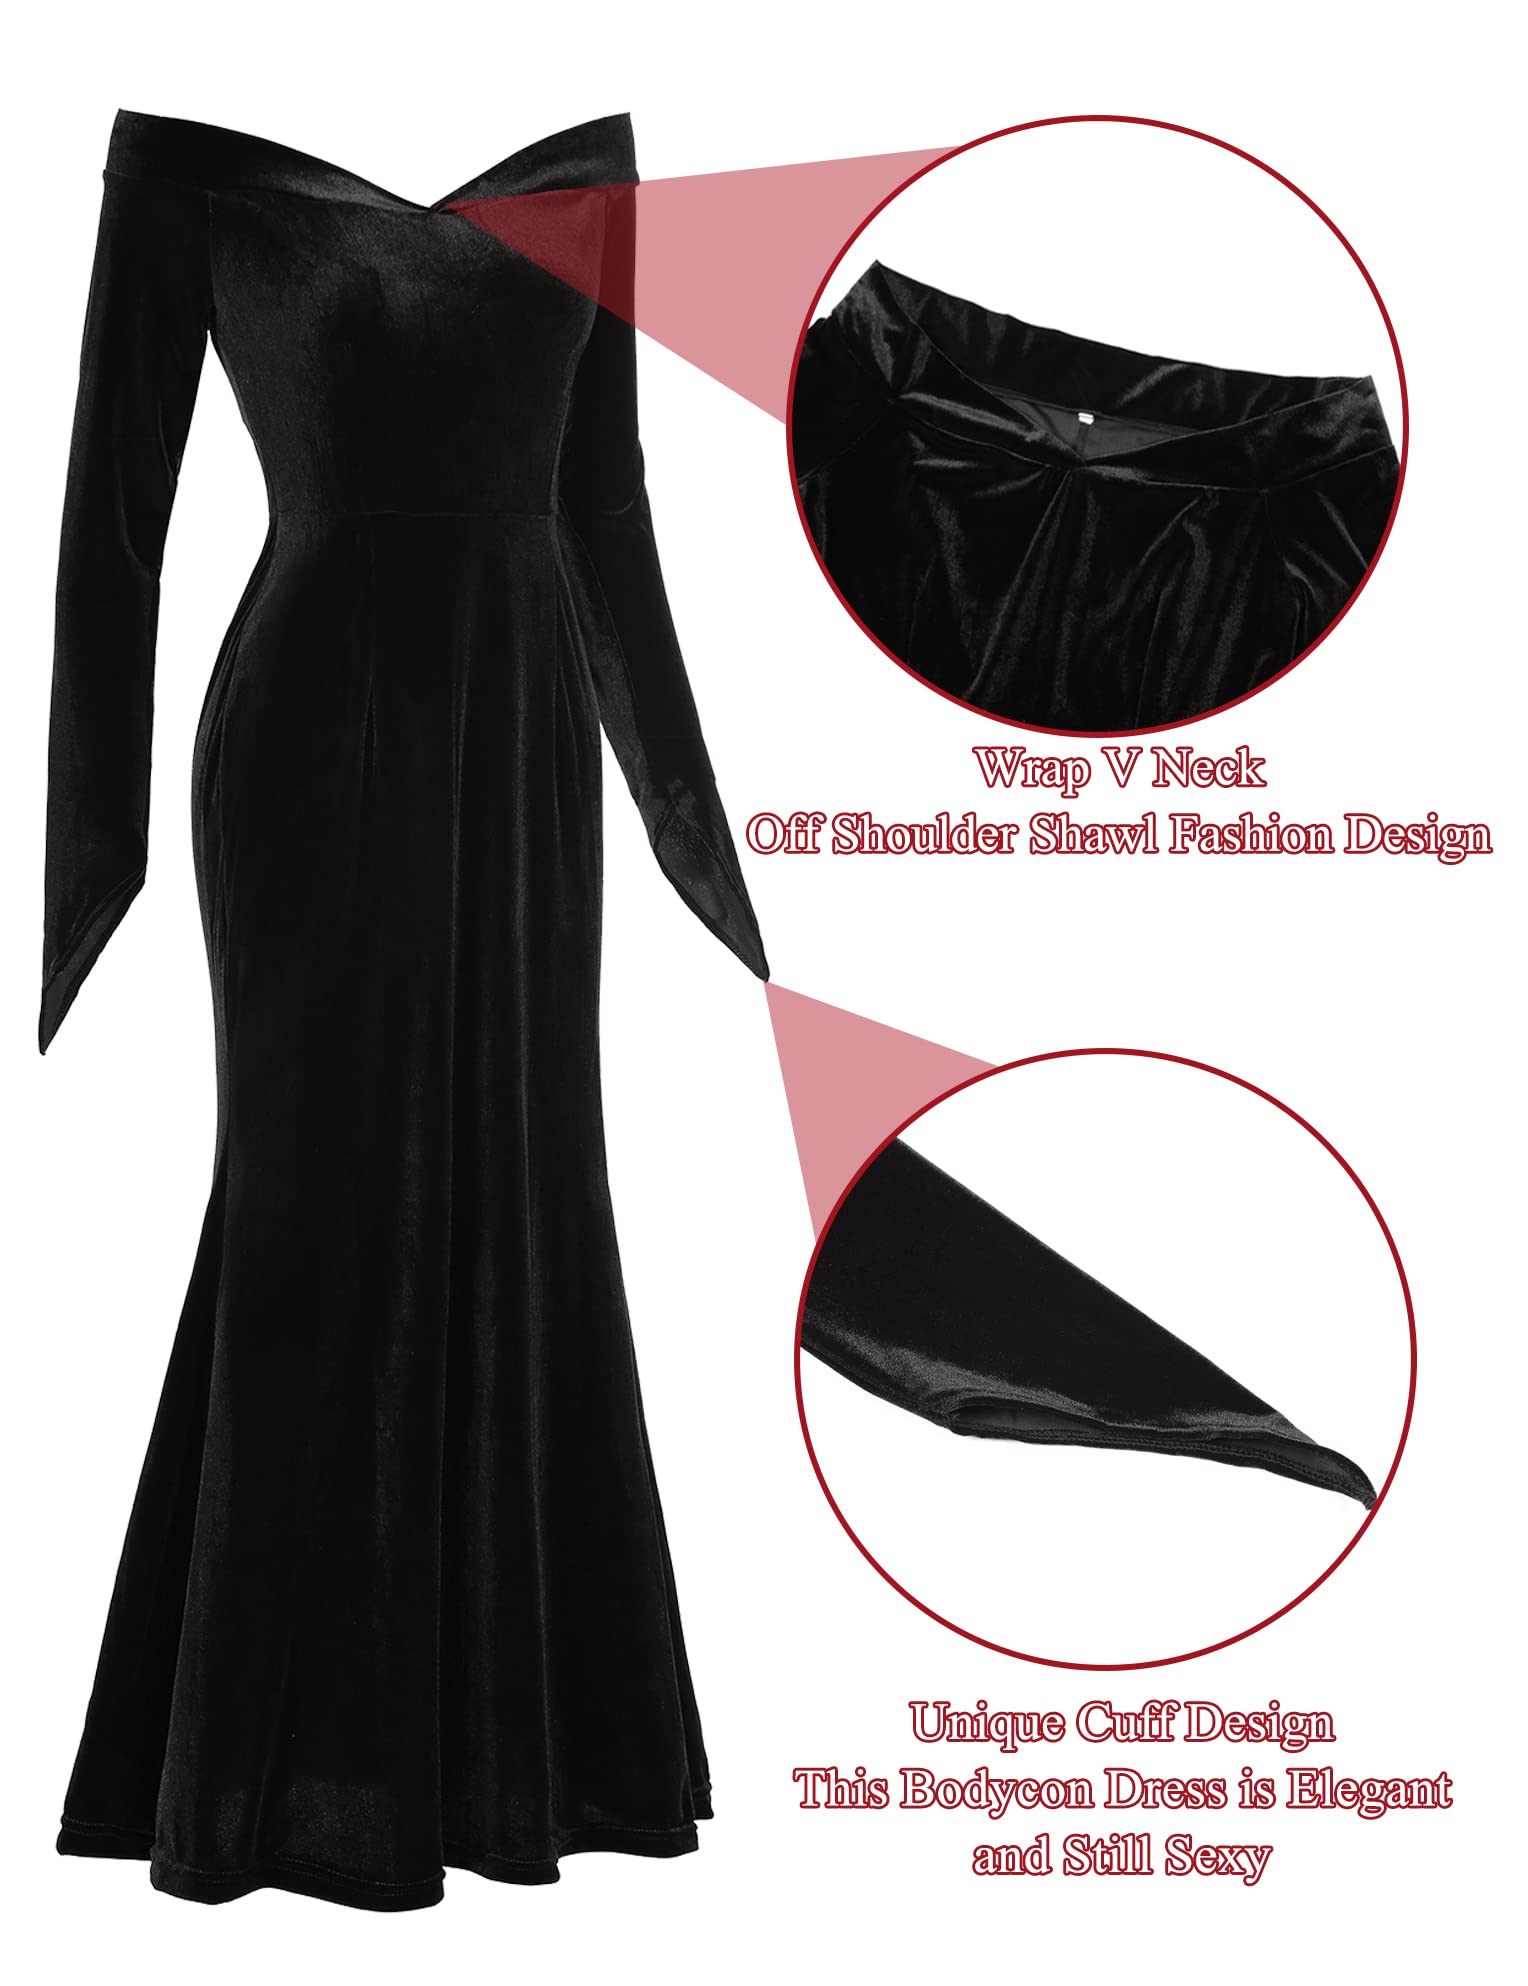 Wrap V Neck
Off Shoulder Shawl Fashion Design
Unique Cuff Design
This Bodycon Dress is Elegant
and Still Sexy